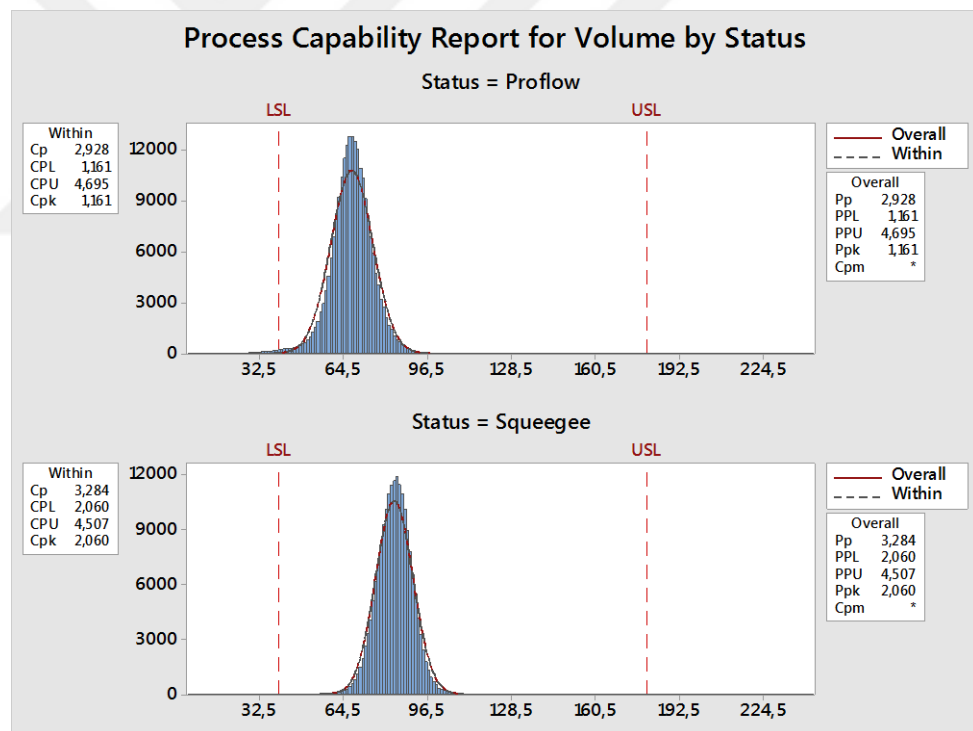 Process Capability Report for Volume by Status
Status = Proflow
LSL USL
Within
Cp 2,928
CPL 1,161
CPU 4,695
Cpk 1,161
12000
9000
6000
3000
0
32,5 64,5 96,5 128,5 160,5 192,5 224,5
Overall
Within
Overall
Pp 2,928
PPL 1,161
PPU 4,695
Ppk 1,161
Cpm *
Status = Squeegee
LSL USL
Within
Cp 3,284
CPL 2,060
CPU 4,507
Cpk 2,060
12000
9000
6000
3000
0
32,5 64,5 96,5 128,5 160,5 192,5 224,5
Overall
Within
Overall
Pp 3,284
PPL 2,060
PPU 4,507
Ppk 2,060
Cpm *